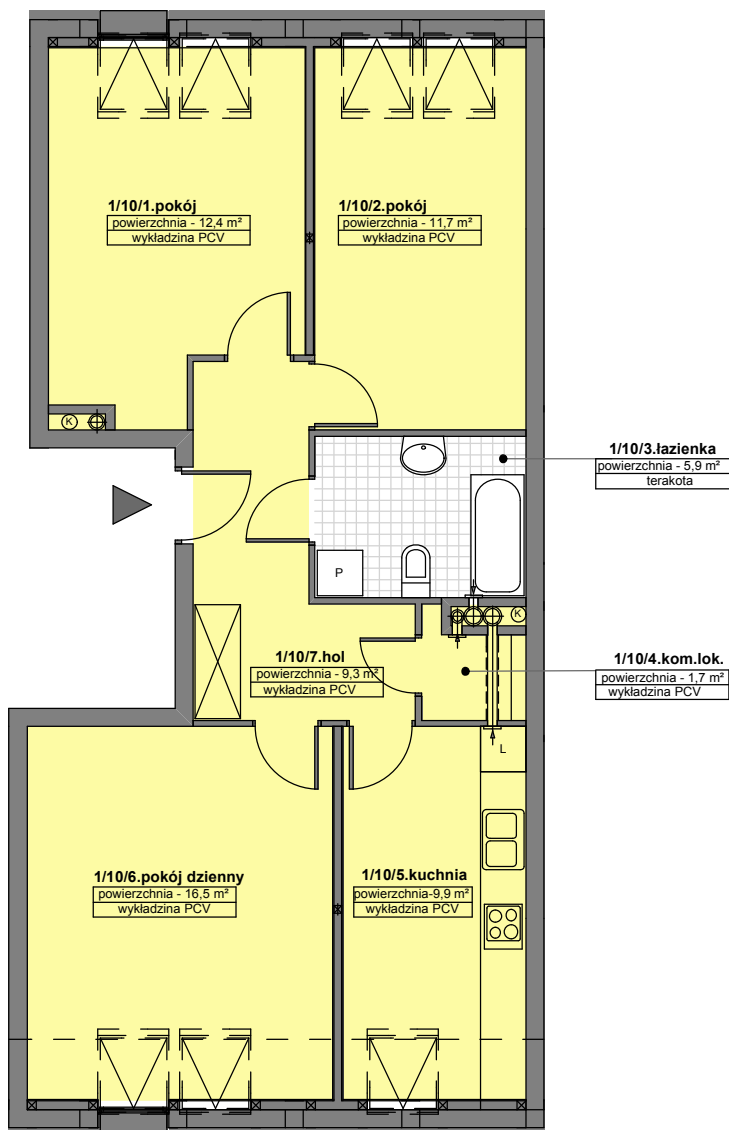 1/10/1.pokój
powierzchnia - 12,4 m²
wykładzina PCV
1/10/2.pokój
powierzchnia - 11,7 m²
wykładzina PCV
K
1/10/3.łazienka
powierzchnia - 5,9 m²
terakota
P
K
1/10/7.hol
powierzchnia - 9,3 m²
wykładzina PCV
1/10/4.kom.lok.
powierzchnia - 1,7 m²
wykładzina PCV
L
1/10/6.pokój dzienny
powierzchnia - 16,5 m²
wykładzina PCV
1/10/5.kuchnia
powierzchnia-9,9 m²
wykładzina PCV